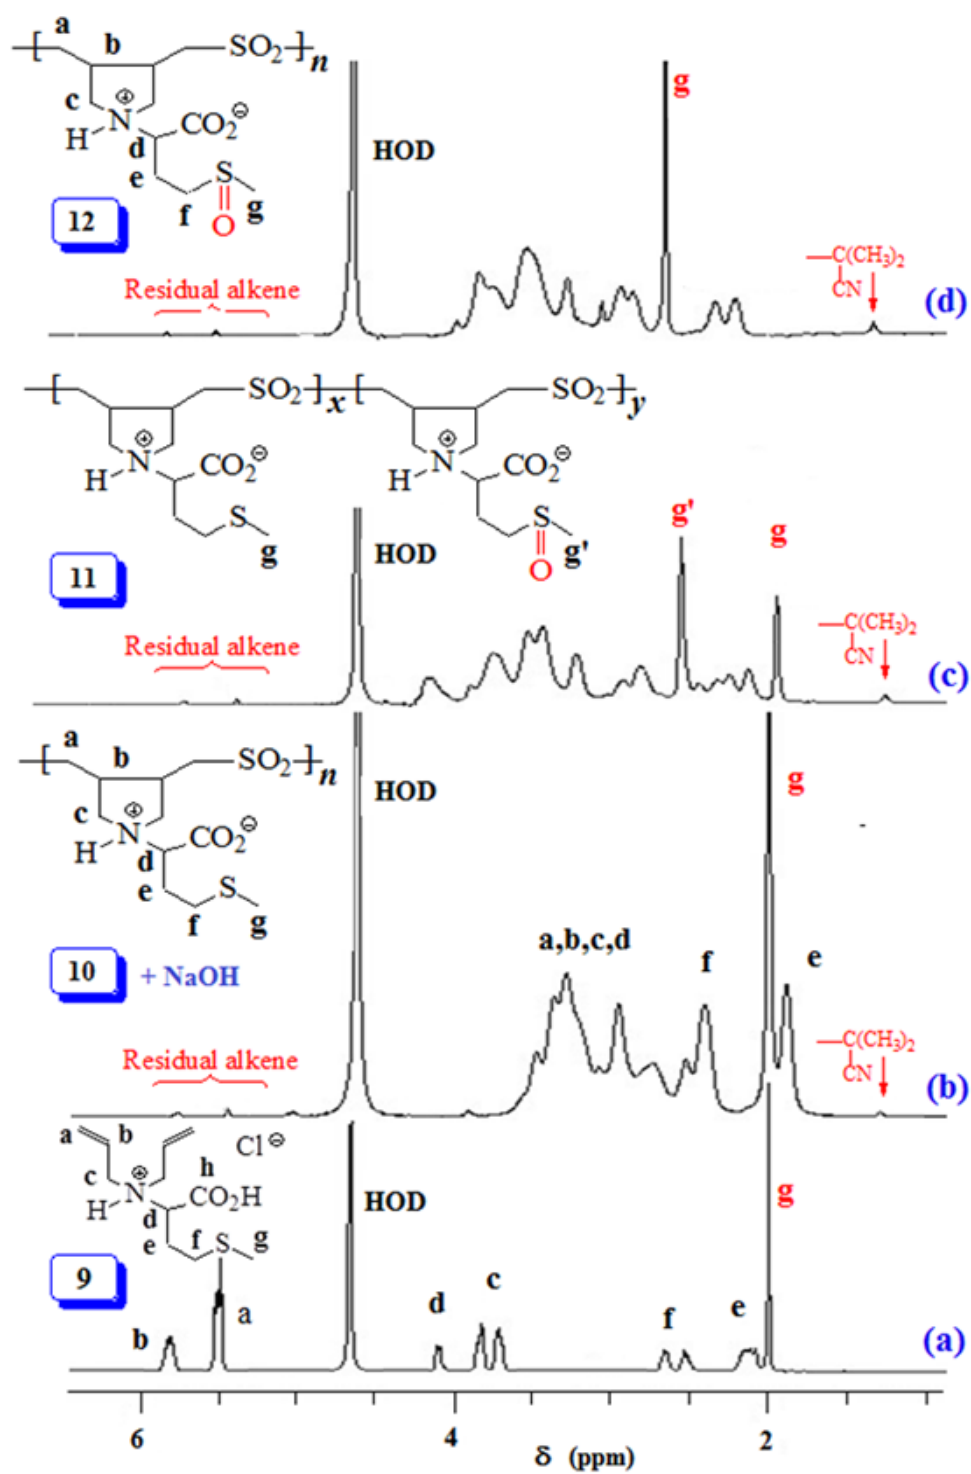 a
b
SO₂
n
c
⊕
H
N
CO₂⊖
d
e
S
f
g
O
12
HOD
g
Residual alkene
C(CH₃)₂
CN
(d)
SO₂
x
SO₂
y
⊕
H
N
CO₂⊖
S
g
⊕
H
N
CO₂⊖
S
g'
O
11
HOD
g'
g
Residual alkene
C(CH₃)₂
CN
(c)
a
b
SO₂
n
c
⊕
H
N
CO₂⊖
d
e
S
f
g
10 + NaOH
HOD
g
a,b,c,d
f
e
Residual alkene
C(CH₃)₂
CN
(b)
a
b
Cl⊖
c
⊕
h
H
N
CO₂H
d
e
f
S
g
9
HOD
g
b
a
d
c
f
e
(a)
6 4 2
δ (ppm)